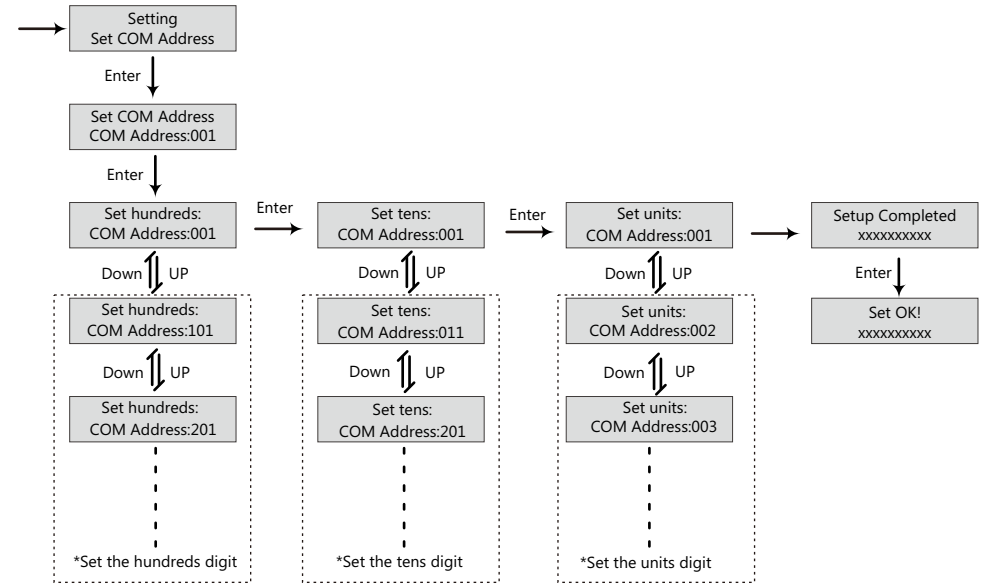 Setting
Set COM Address
Enter
Set COM Address
COM Address:001
Enter
Set hundreds:
COM Address:001
Enter
Set tens:
COM Address:001
Enter
Set units:
COM Address:001
Setup Completed
xxxxxxxxxx
Down UP
Down UP
Down UP
Enter
Set hundreds:
COM Address:101
Set tens:
COM Address:011
Set units:
COM Address:002
Set OK!
xxxxxxxxxx
Down UP
Down UP
Down UP
Set hundreds:
COM Address:201
Set tens:
COM Address:201
Set units:
COM Address:003
*Set the hundreds digit
*Set the tens digit
*Set the units digit